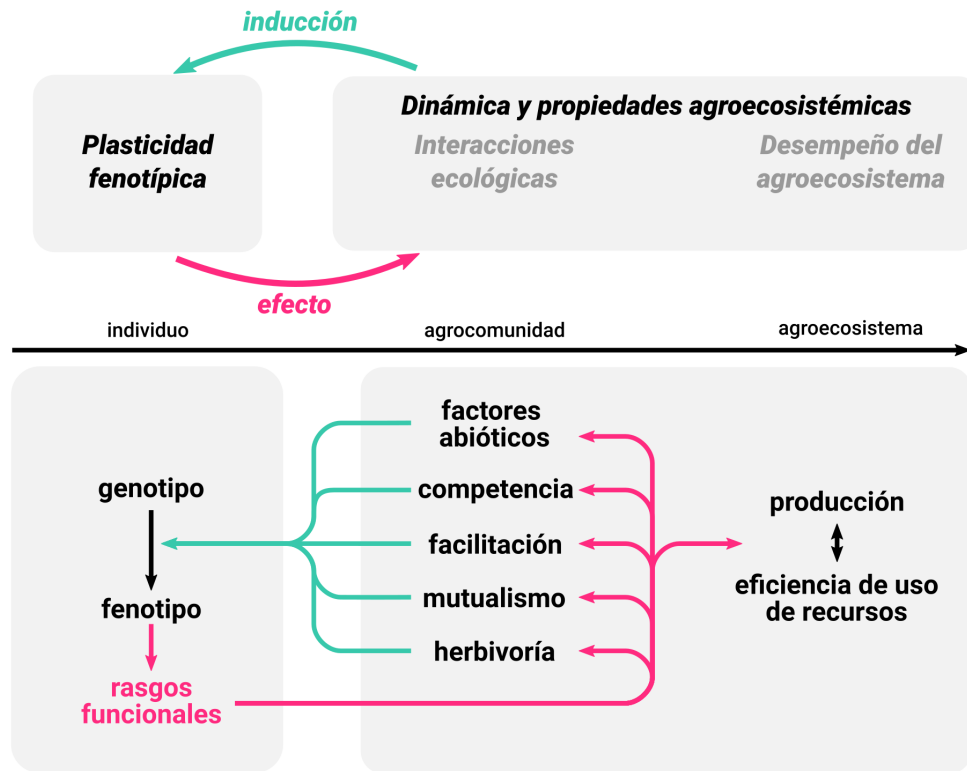 inducción
Dinámica y propiedades agroecosistémicas
Plasticidad
fenotípica
Interacciones
ecológicas
Desempeño del
agroecosistema
efecto
individuo
agrocomunidad
agroecosistema
factores
abióticos
genotipo
competencia
producción
facilitación
eficiencia de uso
de recursos
fenotipo
mutualismo
herbivoría
rasgos
funcionales